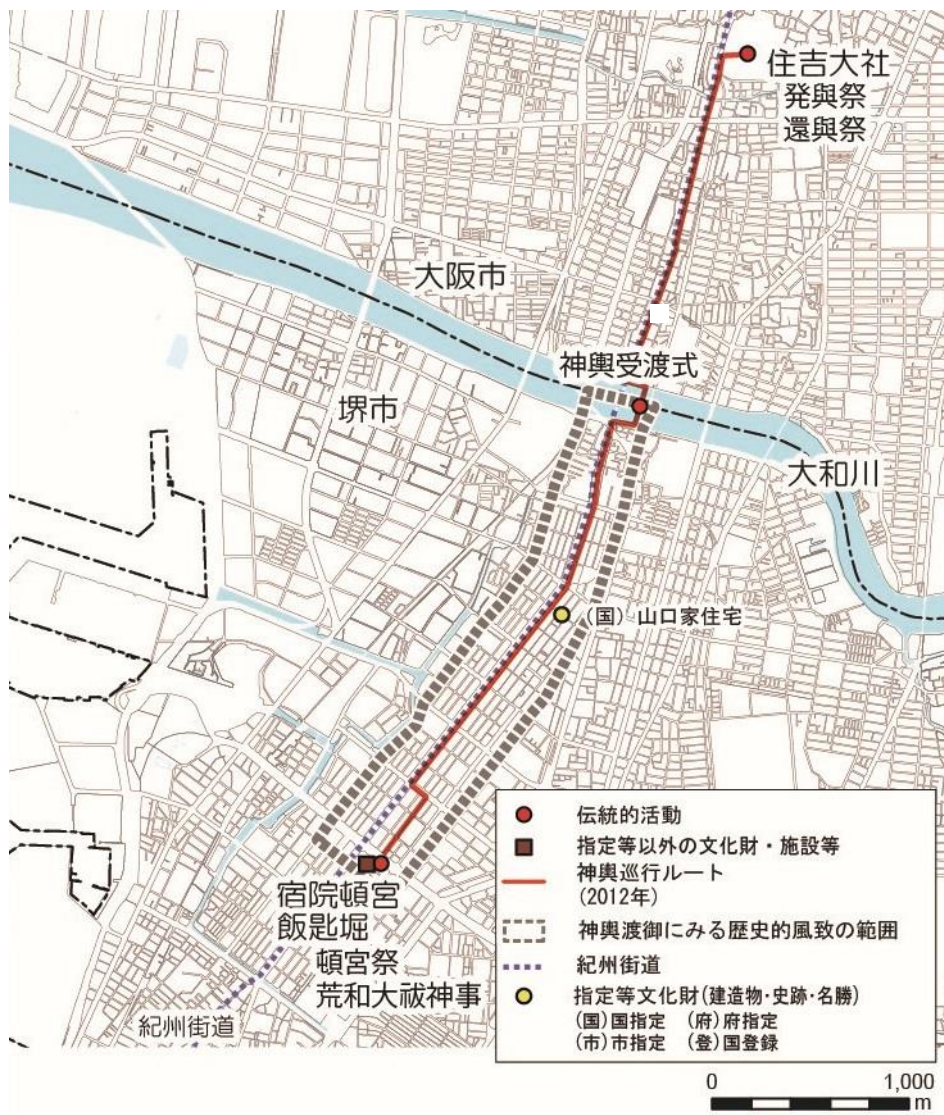 住吉大社
発輿祭
還輿祭
大阪市
神輿受渡式
堺市
大和川
(国) 山口家住宅
宿院頓宮
飯匙堀
頓宮祭
荒和大祓神事
紀州街道
伝統的活動
指定等以外の文化財・施設等
神輿巡行ルート
(2012年)
神輿渡御にみる歴史的風致の範囲
紀州街道
指定等文化財(建造物・史跡・名勝)
(国)国指定 (府)府指定
(市)市指定 (登)国登録
0 1,000
m